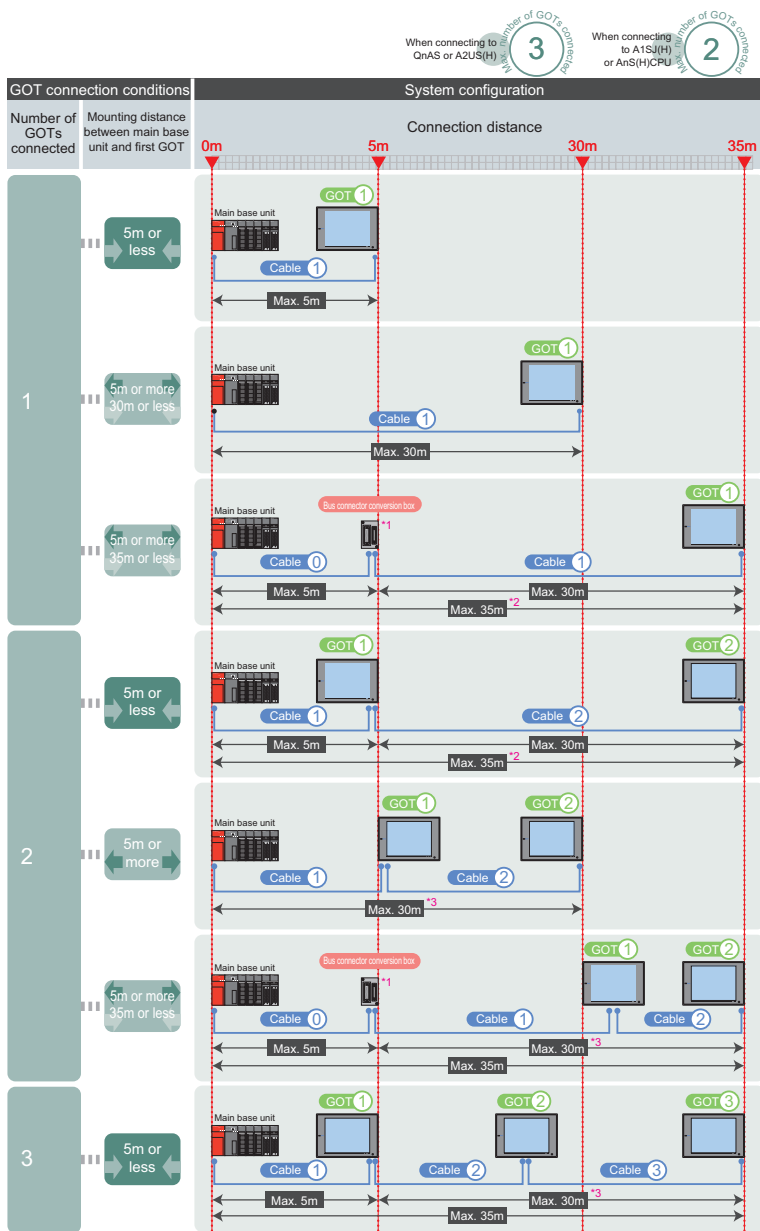 When connecting to
QnAS or A2US(H)
Max. number of GOTs connected
3
When connecting
to A1SJ(H)
or AnS(H)CPU
Max. number of GOTs connected
2
GOT connection conditions
System configuration
Number of
GOTs
connected
Mounting distance
between main base
unit and first GOT
Connection distance
0m
5m
30m
35m
1
5m or
less
GOT 1
Main base unit
Cable 1
Max. 5m
5m or more
30m or less
GOT 1
Main base unit
Cable 1
Max. 30m
5m or more
35m or less
GOT 1
Bus connector conversion box
Main base unit
*1
Cable 0
Cable 1
Max. 5m
Max. 30m
Max. 35m *2
2
5m or
less
GOT 1
GOT 2
Main base unit
Cable 1
Cable 2
Max. 5m
Max. 30m
Max. 35m *2
5m or
more
GOT 1
GOT 2
Main base unit
Cable 1
Cable 2
Max. 30m *3
5m or more
35m or less
GOT 1
GOT 2
Bus connector conversion box
Main base unit
*1
Cable 0
Cable 1
Cable 2
Max. 5m
Max. 30m *3
Max. 35m
3
5m or
less
GOT 1
GOT 2
GOT 3
Main base unit
Cable 1
Cable 2
Cable 3
Max. 5m
Max. 30m *3
Max. 35m